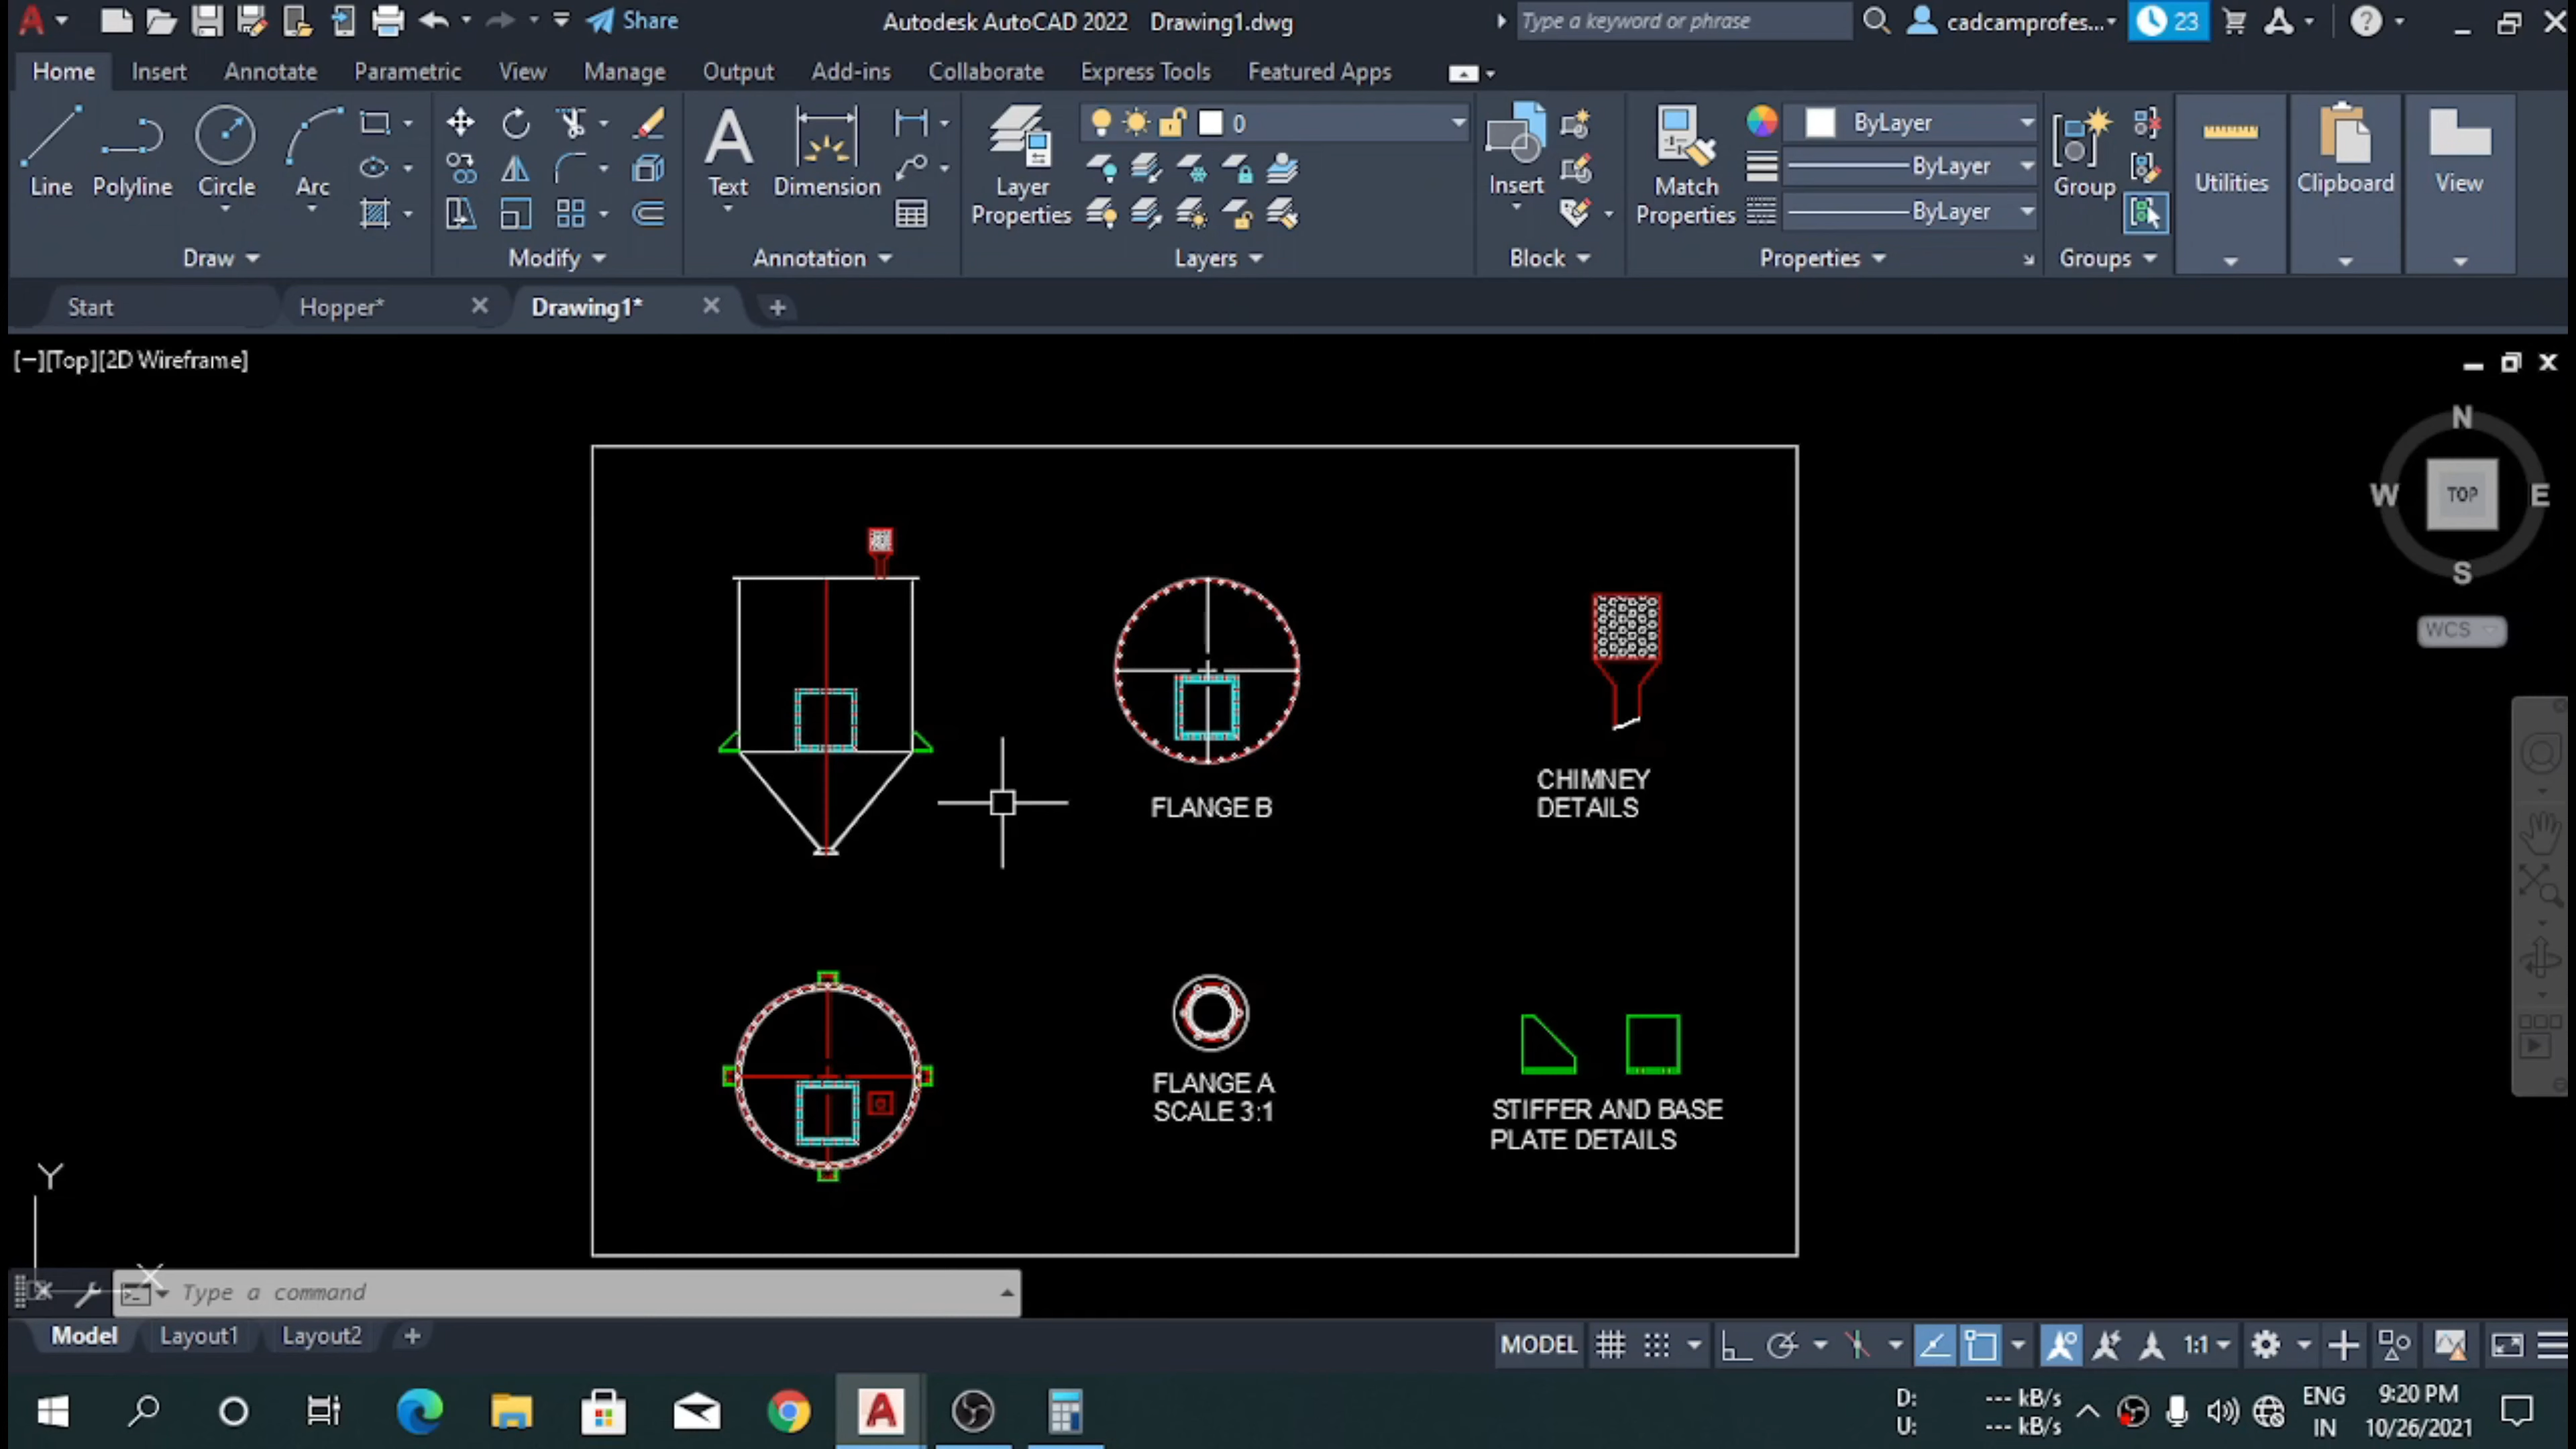 Share
Autodesk AutoCAD 2022 Drawing1.dwg
Type a keyword or phrase
cadcamprofes...
23
Home Insert Annotate Parametric View Manage Output Add-ins Collaborate Express Tools Featured Apps
0
ByLayer
ByLayer
ByLayer
Line Polyline Circle Arc
Text Dimension
Layer
Properties
Insert
Match
Properties
Group
Utilities
Clipboard
View
Draw Modify Annotation Layers Block Properties Groups
Start Hopper* Drawing1*
[−][Top][2D Wireframe]
N
W TOP E
S
WCS
FLANGE B
CHIMNEY
DETAILS
FLANGE A
SCALE 3:1
STIFFER AND BASE
PLATE DETAILS
Y
X
Type a command
Model Layout1 Layout2
MODEL
1:1
D: --- kB/s
U: --- kB/s
ENG
IN
9:20 PM
10/26/2021